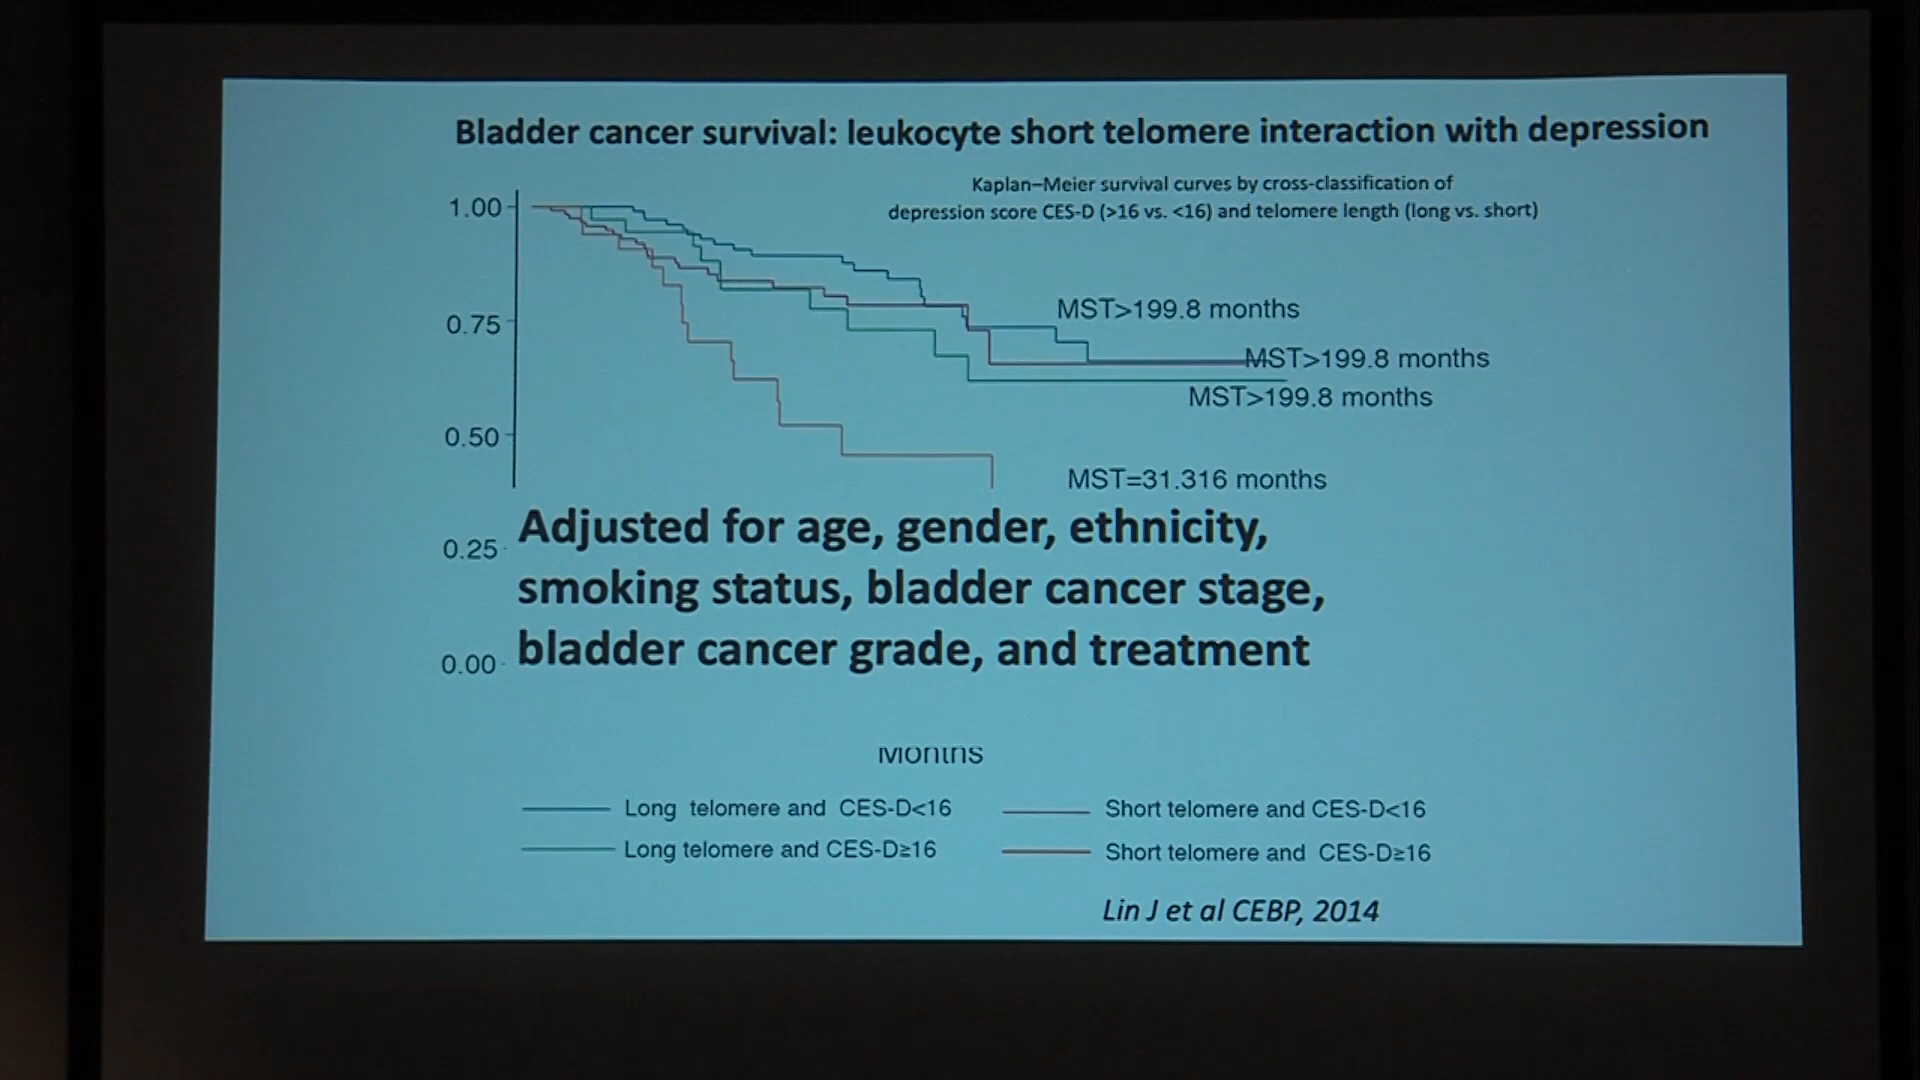 Bladder cancer survival: leukocyte short telomere interaction with depression
Kaplan–Meier survival curves by cross-classification of
depression score CES-D (>16 vs. <16) and telomere length (long vs. short)
1.00
0.75
0.50
0.25
0.00
MST>199.8 months
MST>199.8 months
MST>199.8 months
MST=31.316 months
Adjusted for age, gender, ethnicity,
smoking status, bladder cancer stage,
bladder cancer grade, and treatment
Months
Long telomere and CES-D<16
Short telomere and CES-D<16
Long telomere and CES-D≥16
Short telomere and CES-D≥16
Lin J et al CEBP, 2014